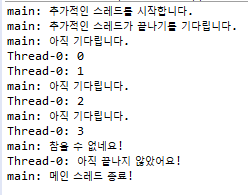 main: 추가적인 스레드를 시작합니다.
main: 추가적인 스레드가 끝나기를 기다립니다.
main: 아직 기다립니다.
Thread-0: 0
Thread-0: 1
main: 아직 기다립니다.
Thread-0: 2
main: 아직 기다립니다.
Thread-0: 3
main: 참을 수 없네요!
Thread-0: 아직 끝나지 않았어요!
main: 메인 스레드 종료!